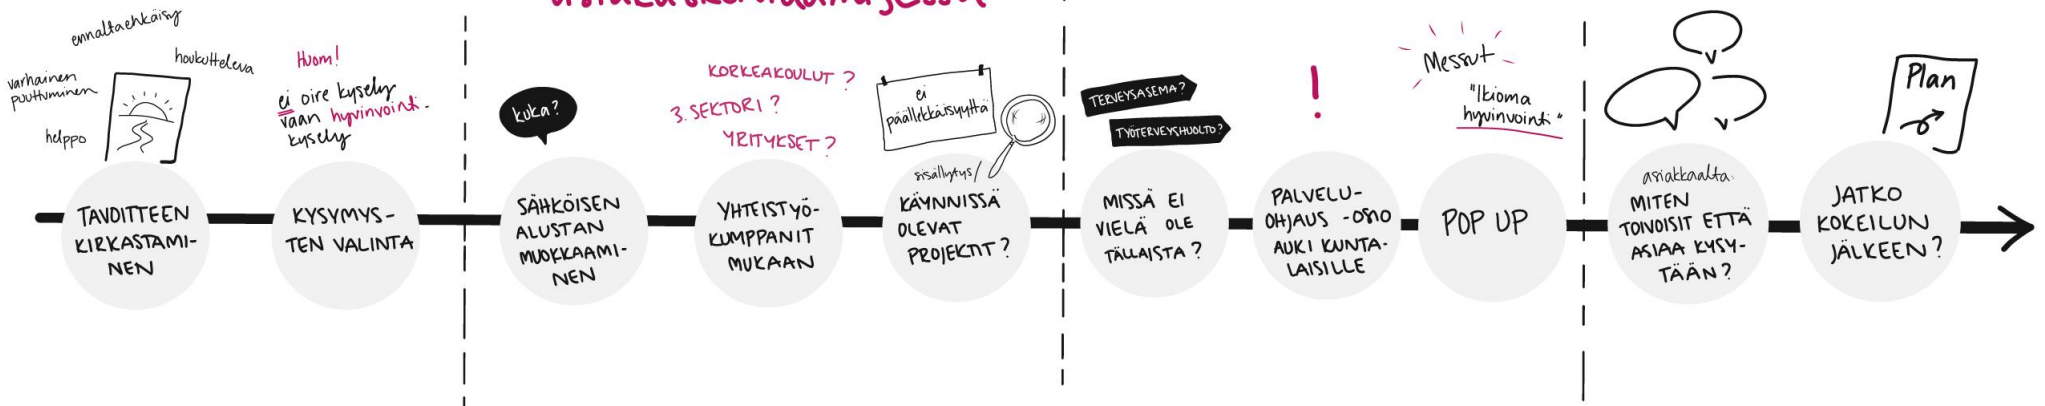 ennaltaehkäisy
houkutteleva
varhainen
puuttuminen
helppo
TAVOITTEEN
KIRKASTAMI-
NEN
Huom!
ei oire kysely
vaan hyvinvointi-
kysely
KYSYMYS-
TEN VALINTA
kuka?
SÄHKÖISEN
ALUSTAN
MUOKKAAMI-
NEN
KORKEAKOULUT?
3. SEKTORI?
YRITYKSET?
YHTEISTYÖ-
KUMPPANIT
MUKAAN
ei
päällekkäisyyttä
sisällytys/
KÄYNNISSÄ
OLEVAT
PROJEKTIT?
TERVEYSASEMA?
TYÖTERVEYSHUOLTO?
MISSÄ EI
VIELÄ OLE
TÄLLAISTA?
!
PALVELU-
OHJAUS -OSIO
AUKI KUNTA-
LAISILLE
Messut
"Ikioma
hyvinvointi"
POP UP
asiakkaalta:
MITEN
TOIVOISIT ETTÄ
ASIAA KYSY-
TÄÄN?
Plan
JATKO
KOKEILUN
JÄLKEEN?